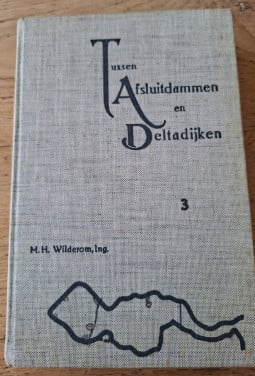 Tussen
Afsluitdammen
en
Deltadijken
3
M.H. Wilderom, Ing.